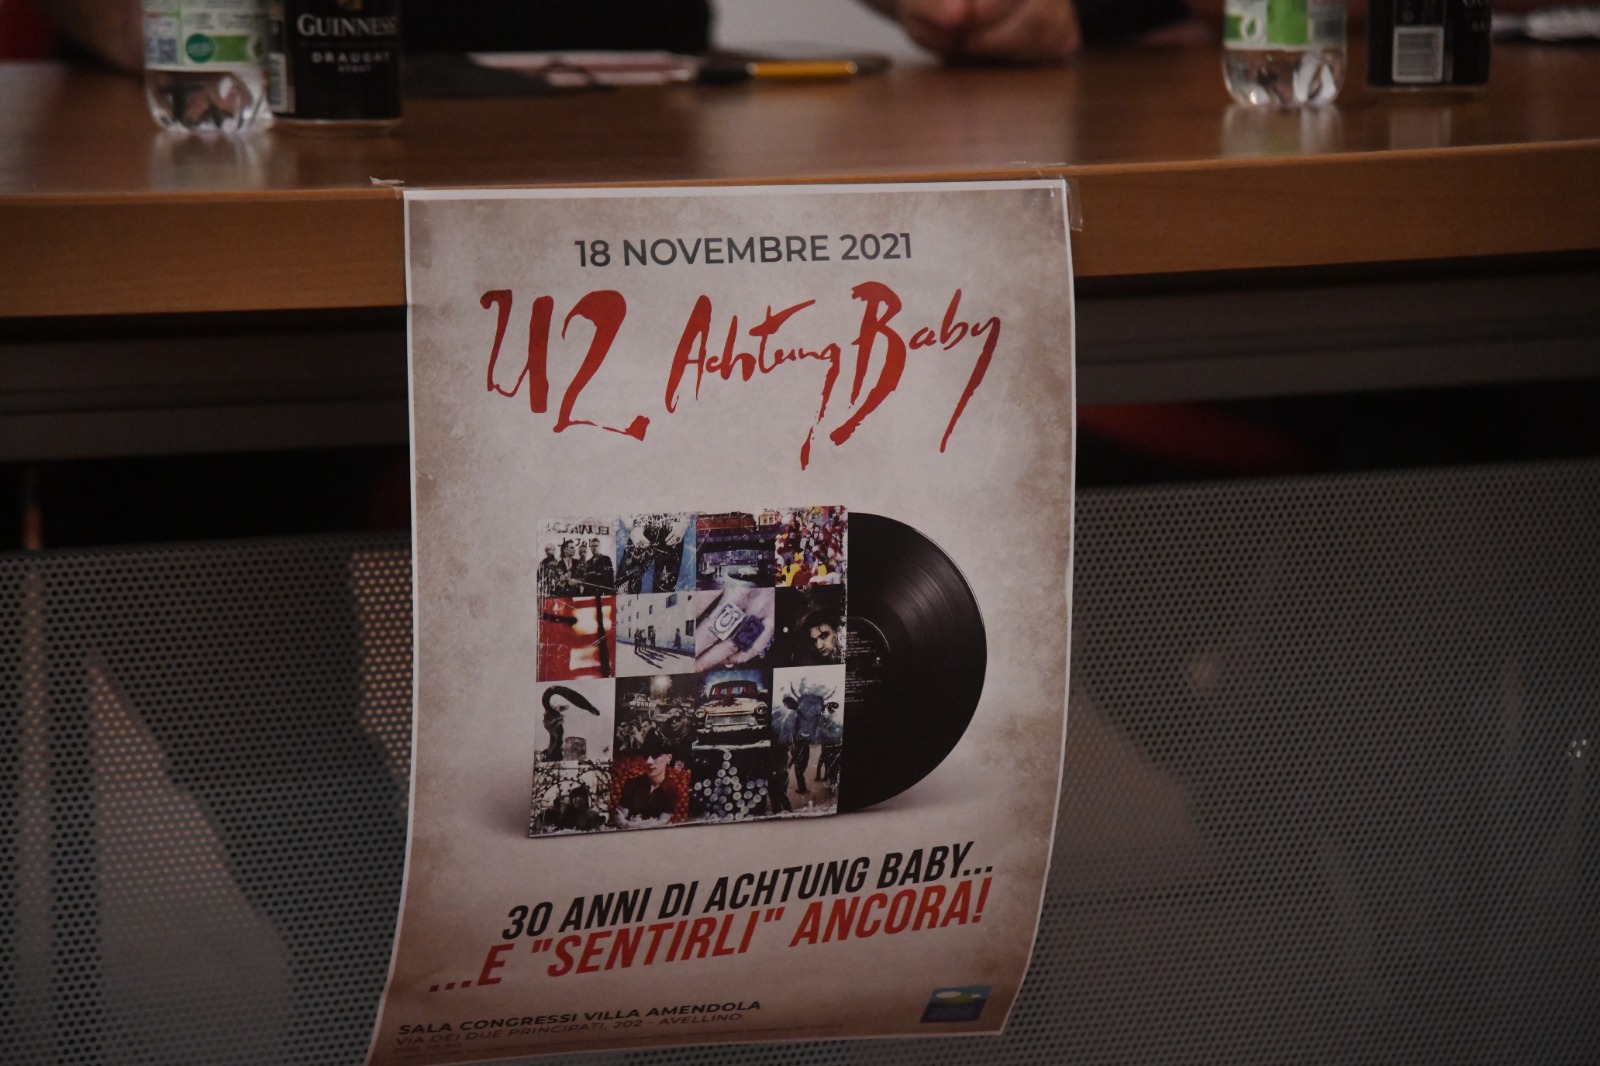 GUINNESS
DRAUGHT
STOUT
18 NOVEMBRE 2021
U2 Achtung Baby
30 ANNI DI ACHTUNG BABY...
...E "SENTIRLI" ANCORA!
SALA CONGRESSI VILLA AMENDOLA
VIA DEI DUE PRINCIPATI, 202 - AVELLINO